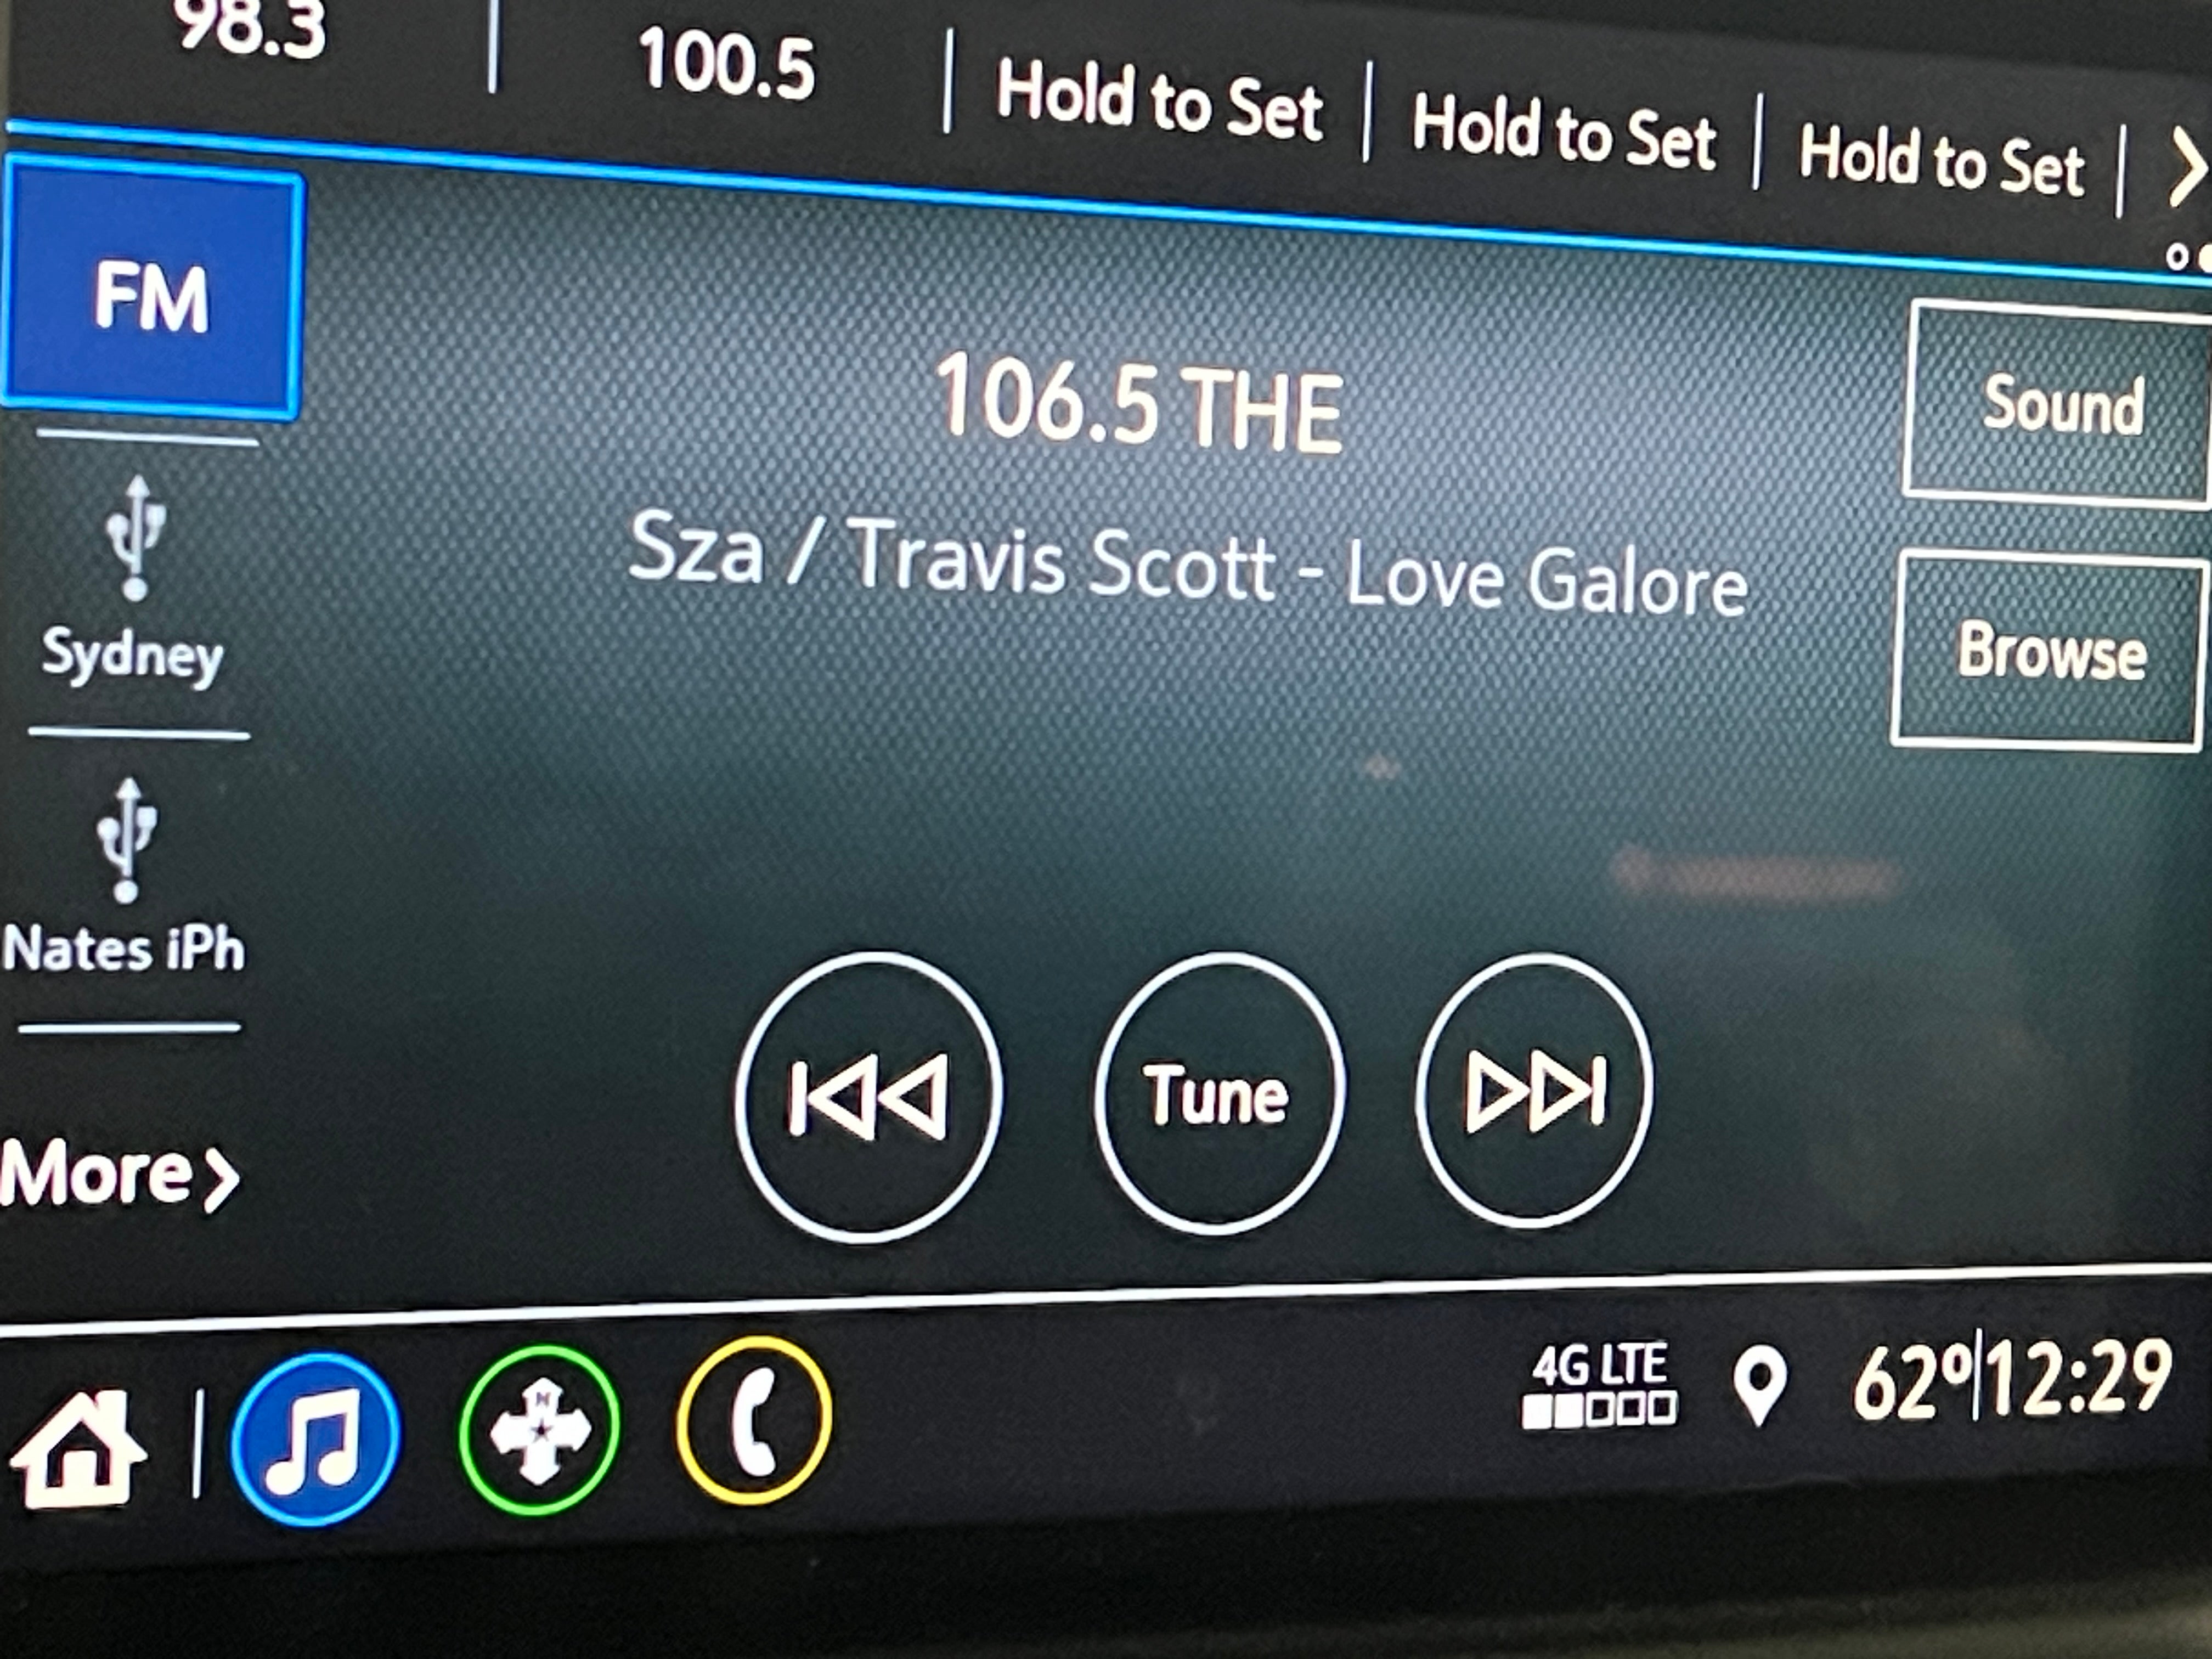 98.3
100.5
Hold to Set
Hold to Set
Hold to Set
FM
106.5 THE
Sza / Travis Scott - Love Galore
Sound
Browse
Sydney
Nates iPh
More
Tune
N
4G LTE
62º
12:29